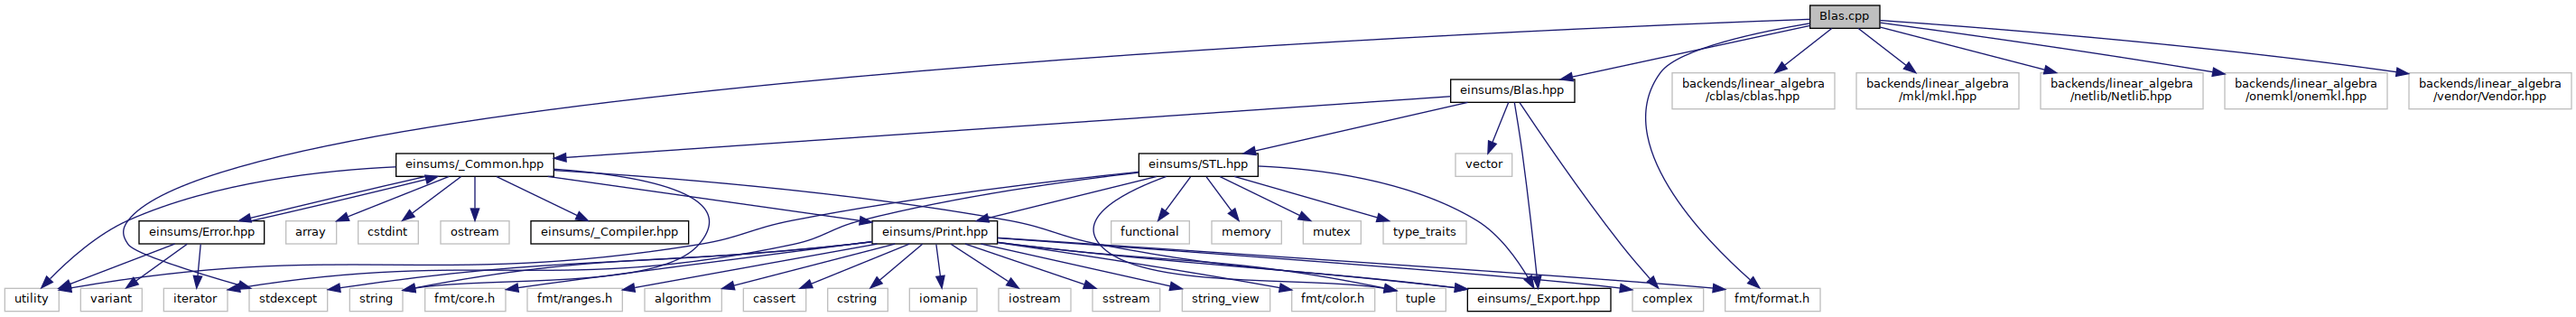 Blas.cpp
einsums/Blas.hpp
backends/linear_algebra
/cblas/cblas.hpp
backends/linear_algebra
/mkl/mkl.hpp
backends/linear_algebra
/netlib/Netlib.hpp
backends/linear_algebra
/onemkl/onemkl.hpp
backends/linear_algebra
/vendor/Vendor.hpp
einsums/_Common.hpp
einsums/STL.hpp
vector
einsums/Error.hpp
array
cstdint
ostream
einsums/_Compiler.hpp
einsums/Print.hpp
functional
memory
mutex
type_traits
utility
variant
iterator
stdexcept
string
fmt/core.h
fmt/ranges.h
algorithm
cassert
cstring
iomanip
iostream
sstream
string_view
fmt/color.h
tuple
einsums/_Export.hpp
complex
fmt/format.h